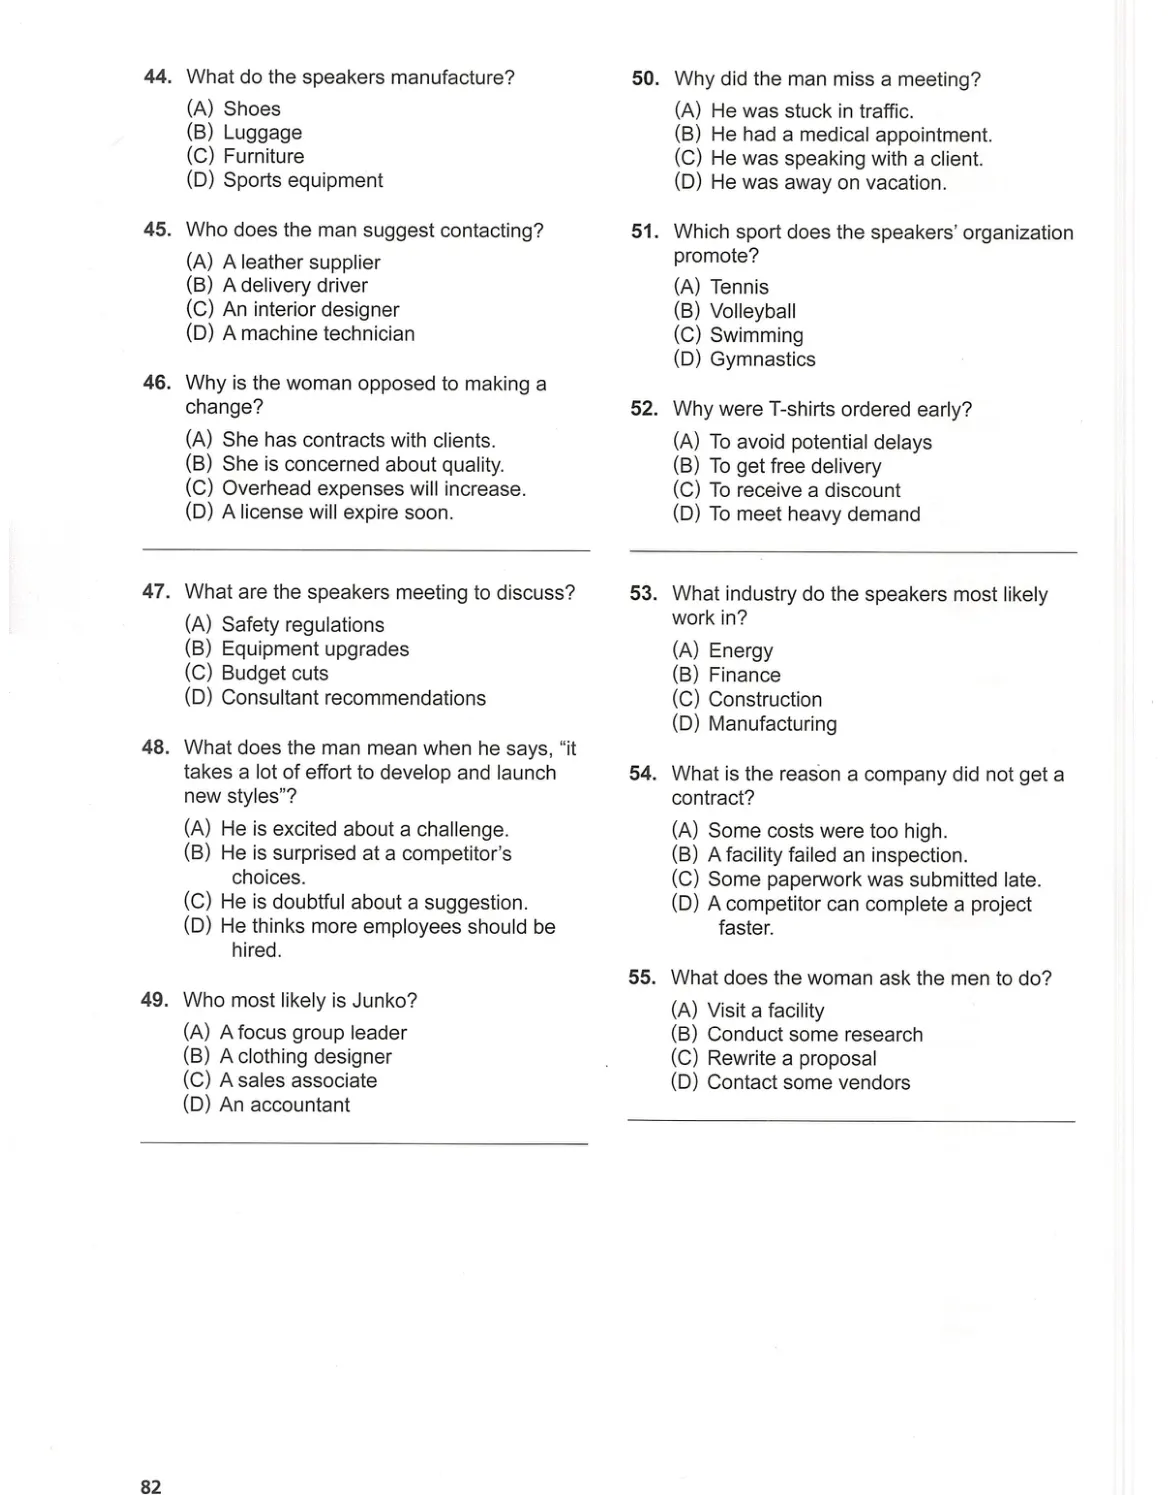 44. What do the speakers manufacture?
(A) Shoes
(B) Luggage
(C) Furniture
(D) Sports equipment
45. Who does the man suggest contacting?
(A) A leather supplier
(B) A delivery driver
(C) An interior designer
(D) A machine technician
46. Why is the woman opposed to making a
change?
(A) She has contracts with clients.
(B) She is concerned about quality.
(C) Overhead expenses will increase.
(D) A license will expire soon.
47. What are the speakers meeting to discuss?
(A) Safety regulations
(B) Equipment upgrades
(C) Budget cuts
(D) Consultant recommendations
48. What does the man mean when he says, “it
takes a lot of effort to develop and launch
new styles”?
(A) He is excited about a challenge.
(B) He is surprised at a competitor’s
choices.
(C) He is doubtful about a suggestion.
(D) He thinks more employees should be
hired.
49. Who most likely is Junko?
(A) A focus group leader
(B) A clothing designer
(C) A sales associate
(D) An accountant
50. Why did the man miss a meeting?
(A) He was stuck in traffic.
(B) He had a medical appointment.
(C) He was speaking with a client.
(D) He was away on vacation.
51. Which sport does the speakers’ organization
promote?
(A) Tennis
(B) Volleyball
(C) Swimming
(D) Gymnastics
52. Why were T-shirts ordered early?
(A) To avoid potential delays
(B) To get free delivery
(C) To receive a discount
(D) To meet heavy demand
53. What industry do the speakers most likely
work in?
(A) Energy
(B) Finance
(C) Construction
(D) Manufacturing
54. What is the reason a company did not get a
contract?
(A) Some costs were too high.
(B) A facility failed an inspection.
(C) Some paperwork was submitted late.
(D) A competitor can complete a project
faster.
55. What does the woman ask the men to do?
(A) Visit a facility
(B) Conduct some research
(C) Rewrite a proposal
(D) Contact some vendors
82